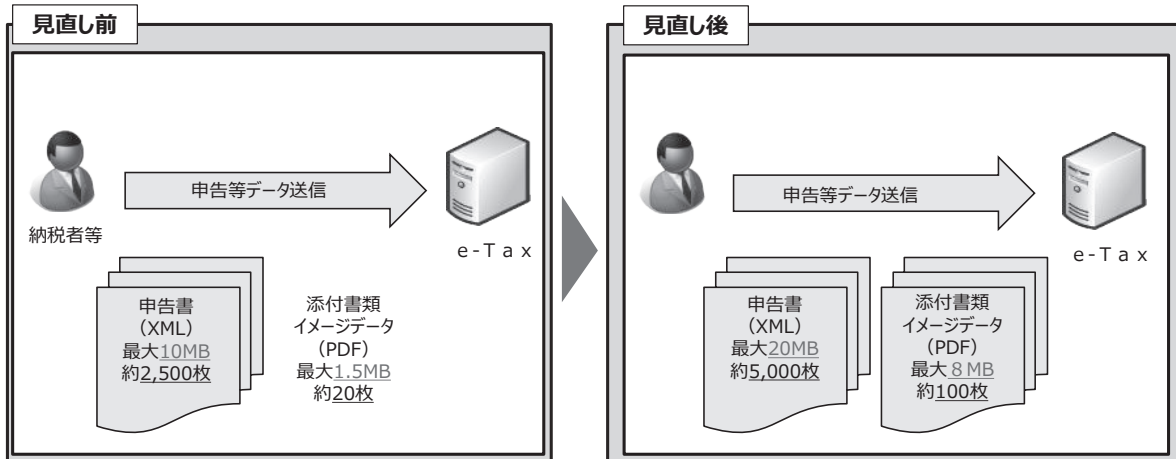 見直し前
申告等データ送信
納税者等
e-Tax
申告書
（XML）
最大10MB
約2,500枚
添付書類
イメージデータ
（PDF）
最大1.5MB
約20枚
見直し後
申告等データ送信
e-Tax
申告書
（XML）
最大20MB
約5,000枚
添付書類
イメージデータ
（PDF）
最大８MB
約100枚